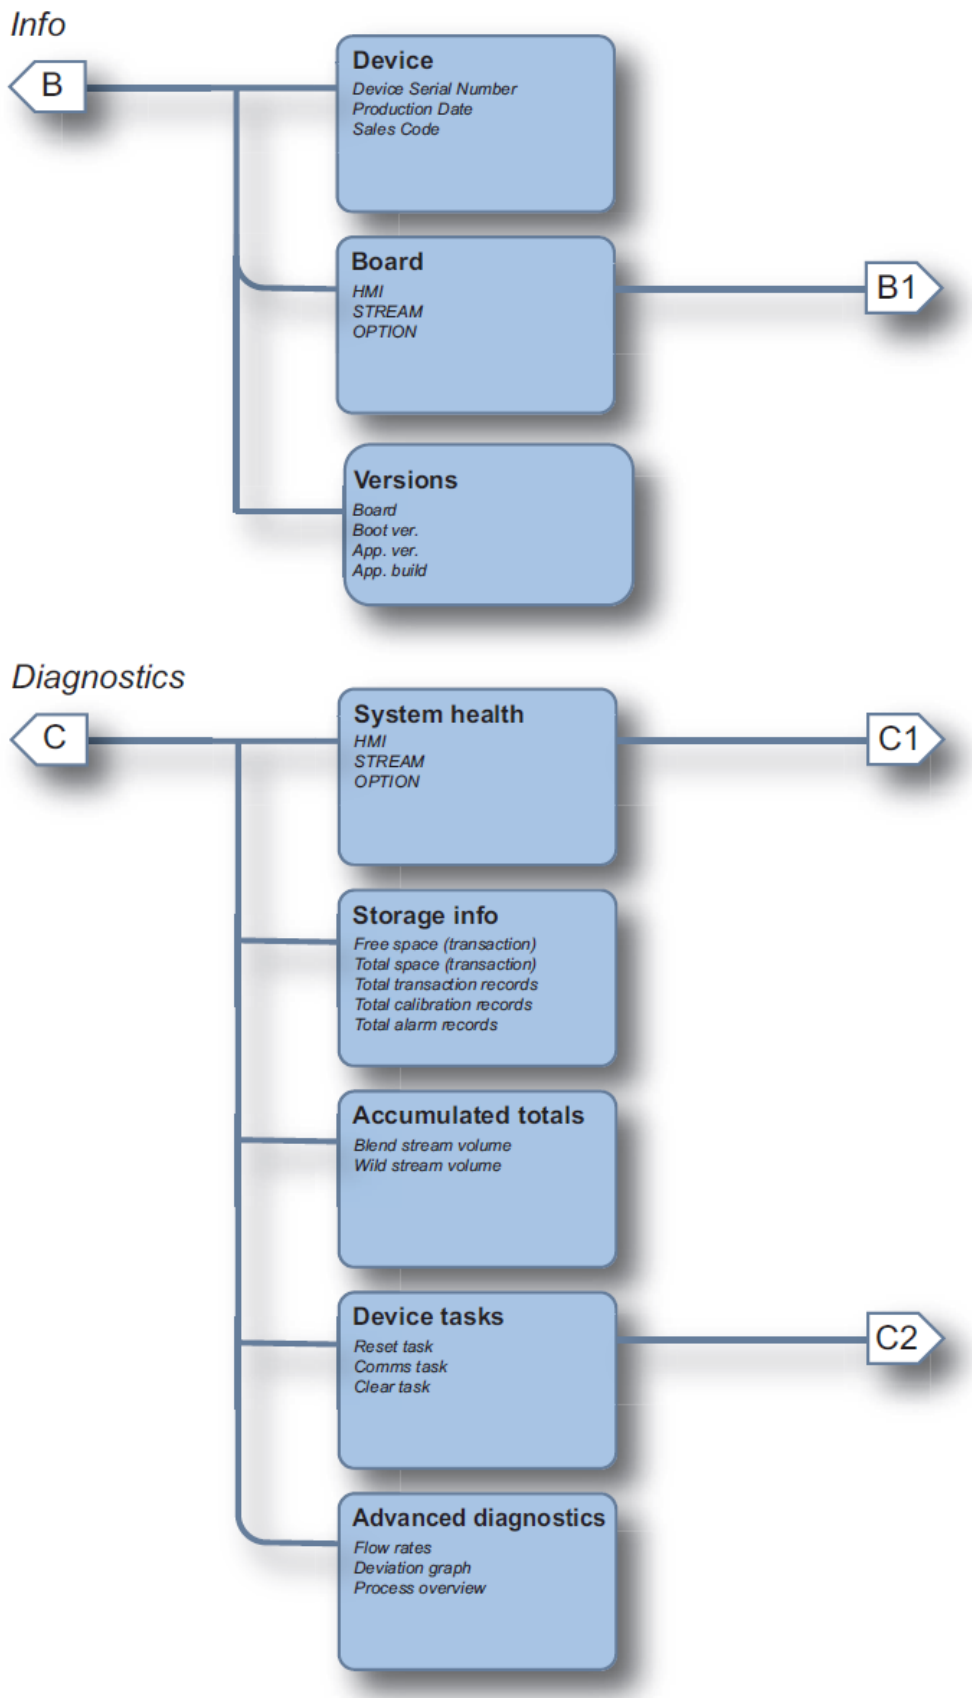 Info
B
Device
Device Serial Number
Production Date
Sales Code
Board
HMI
STREAM
OPTION
B1
Versions
Board
Boot ver.
App. ver.
App. build
Diagnostics
C
System health
HMI
STREAM
OPTION
C1
Storage info
Free space (transaction)
Total space (transaction)
Total transaction records
Total calibration records
Total alarm records
Accumulated totals
Blend stream volume
Wild stream volume
Device tasks
Reset task
Comms task
Clear task
C2
Advanced diagnostics
Flow rates
Deviation graph
Process overview